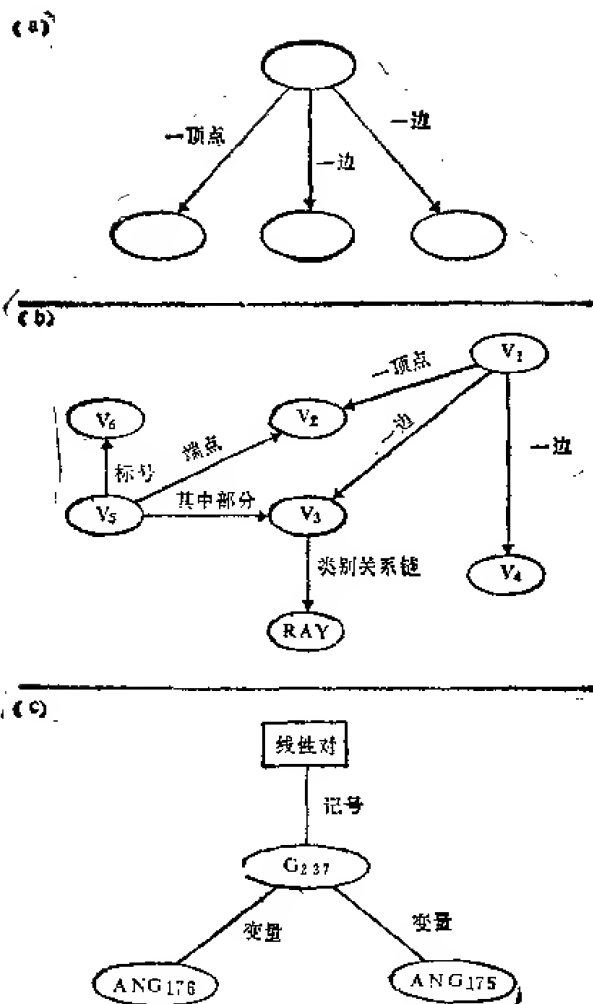 (a)
一顶点
一边
一边
(b)
V₁
一顶点
V₆
V₂
一边
一边
端点
标号
其中部分
V₅
V₃
V₄
类别关系链
RAY
(c)
线性对
记号
G₂₃₇
变量
变量
ANG176
ANG175